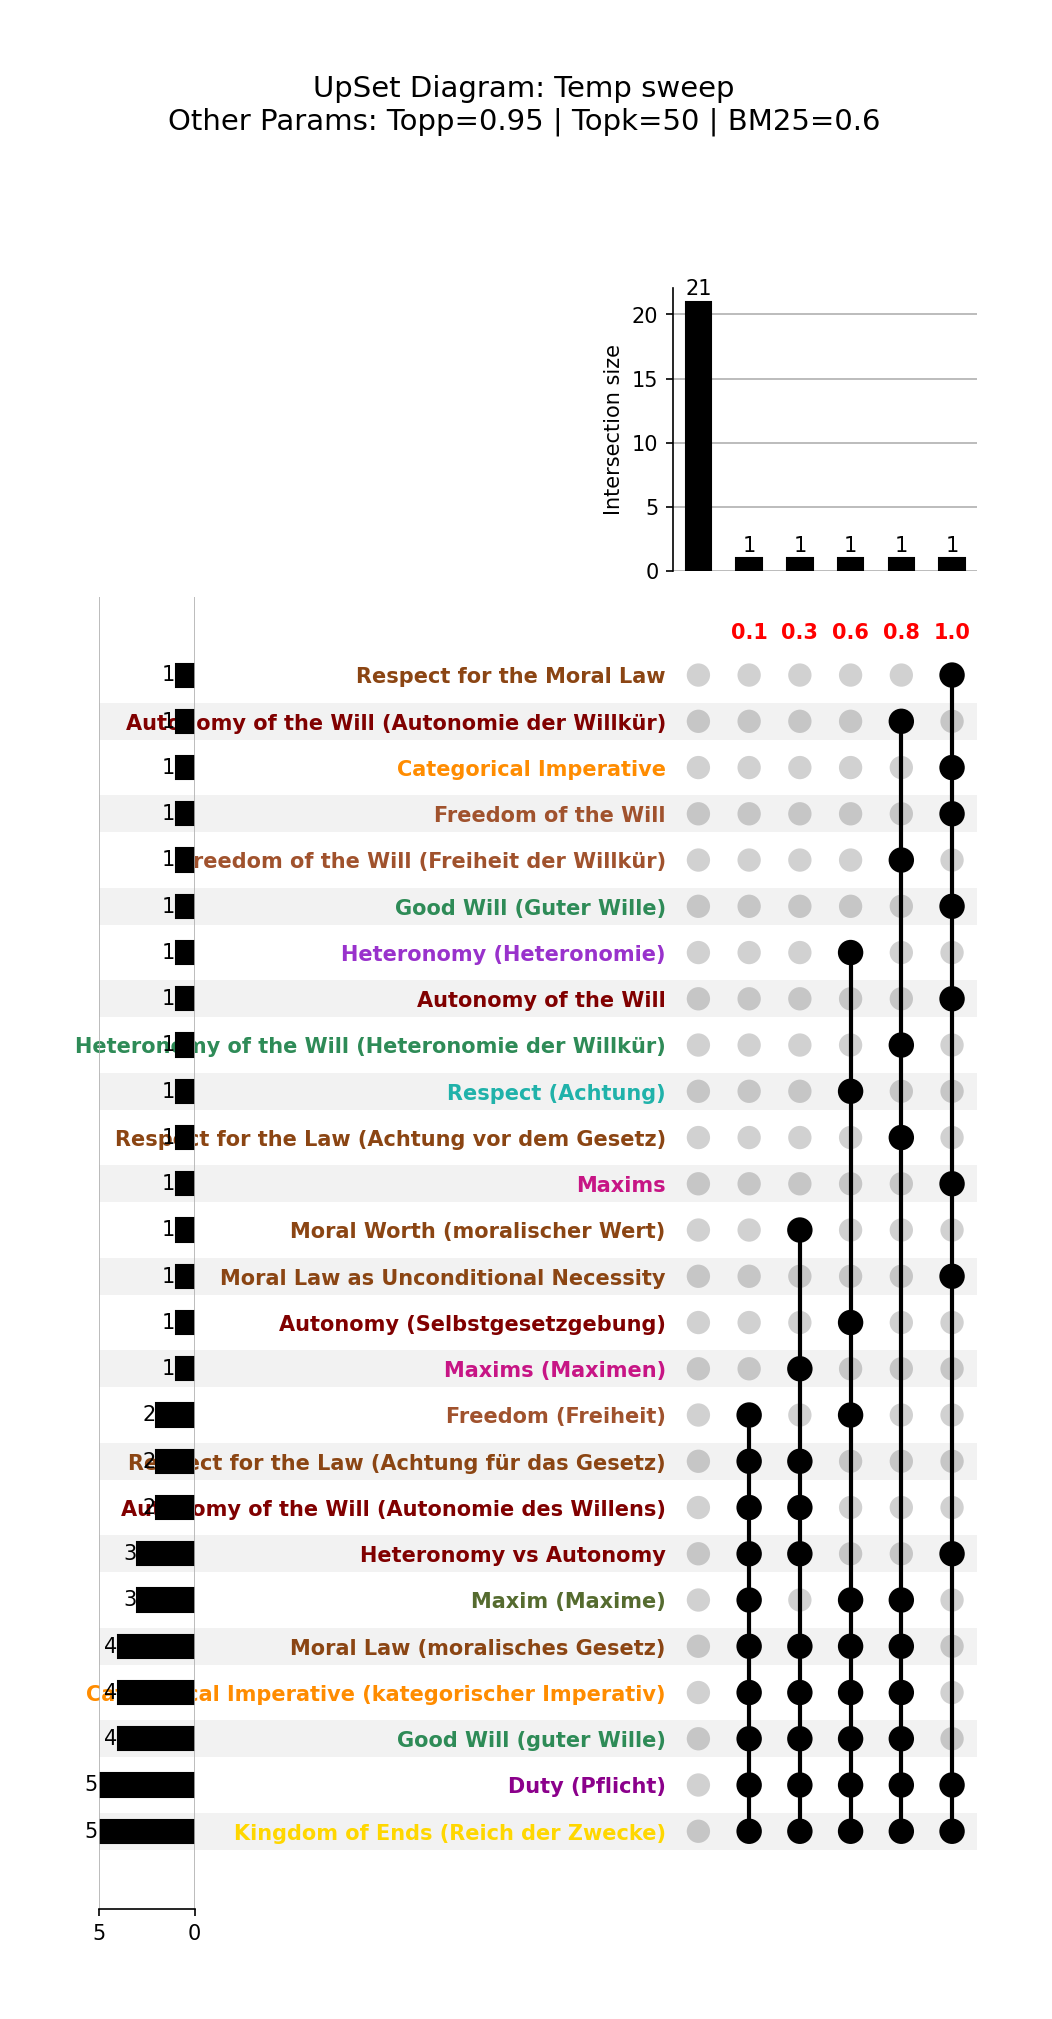 UpSet Diagram: Temp sweep
Other Params: Topp=0.95 | Topk=50 | BM25=0.6
21
20
15
10
5
0
Intersection size
1 1 1 1 1
0.1 0.3 0.6 0.8 1.0
1 Respect for the Moral Law
1 Autonomy of the Will (Autonomie der Willkür)
1 Categorical Imperative
1 Freedom of the Will
1 Freedom of the Will (Freiheit der Willkür)
1 Good Will (Guter Wille)
1 Heteronomy (Heteronomie)
1 Autonomy of the Will
1 Heteronomy of the Will (Heteronomie der Willkür)
1 Respect (Achtung)
1 Respect for the Law (Achtung vor dem Gesetz)
1 Maxims
1 Moral Worth (moralischer Wert)
1 Moral Law as Unconditional Necessity
1 Autonomy (Selbstgesetzgebung)
1 Maxims (Maximen)
2 Freedom (Freiheit)
2 Respect for the Law (Achtung für das Gesetz)
2 Autonomy of the Will (Autonomie des Willens)
3 Heteronomy vs Autonomy
3 Maxim (Maxime)
4 Moral Law (moralisches Gesetz)
4 Categorical Imperative (kategorischer Imperativ)
4 Good Will (guter Wille)
5 Duty (Pflicht)
5 Kingdom of Ends (Reich der Zwecke)
5 0